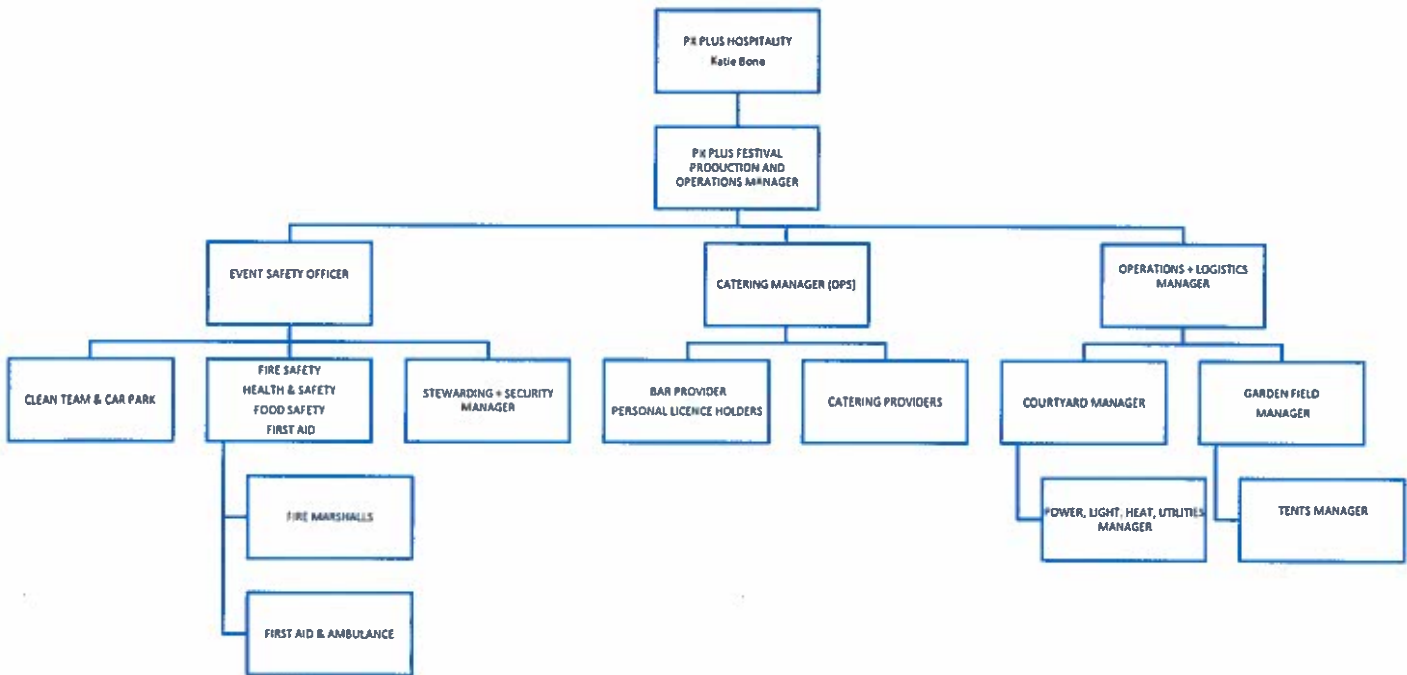 PX PLUS HOSPITALITY
Katie Bone
PX PLUS FESTIVAL
PRODUCTION AND
OPERATIONS MANAGER
EVENT SAFETY OFFICER
CATERING MANAGER (DPS)
OPERATIONS + LOGISTICS
MANAGER
CLEAN TEAM & CAR PARK
FIRE SAFETY
HEALTH & SAFETY
FOOD SAFETY
FIRST AID
STEWARDING + SECURITY
MANAGER
BAR PROVIDER
PERSONAL LICENCE HOLDERS
CATERING PROVIDERS
COURTYARD MANAGER
GARDEN FIELD
MANAGER
FIRE MARSHALLS
POWER, LIGHT, HEAT, UTILITIES
MANAGER
TENTS MANAGER
FIRST AID & AMBULANCE